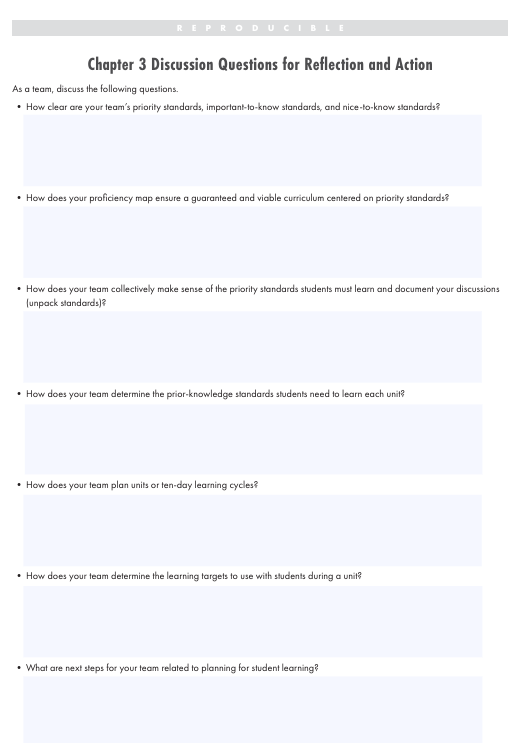 REPRODUCIBLE
Chapter 3 Discussion Questions for Reflection and Action
As a team, discuss the following questions.
• How clear are your team’s priority standards, important-to-know standards, and nice-to-know standards?
• How does your proficiency map ensure a guaranteed and viable curriculum centered on priority standards?
• How does your team collectively make sense of the priority standards students must learn and document your discussions
(unpack standards)?
• How does your team determine the prior-knowledge standards students need to learn each unit?
• How does your team plan units or ten-day learning cycles?
• How does your team determine the learning targets to use with students during a unit?
• What are next steps for your team related to planning for student learning?